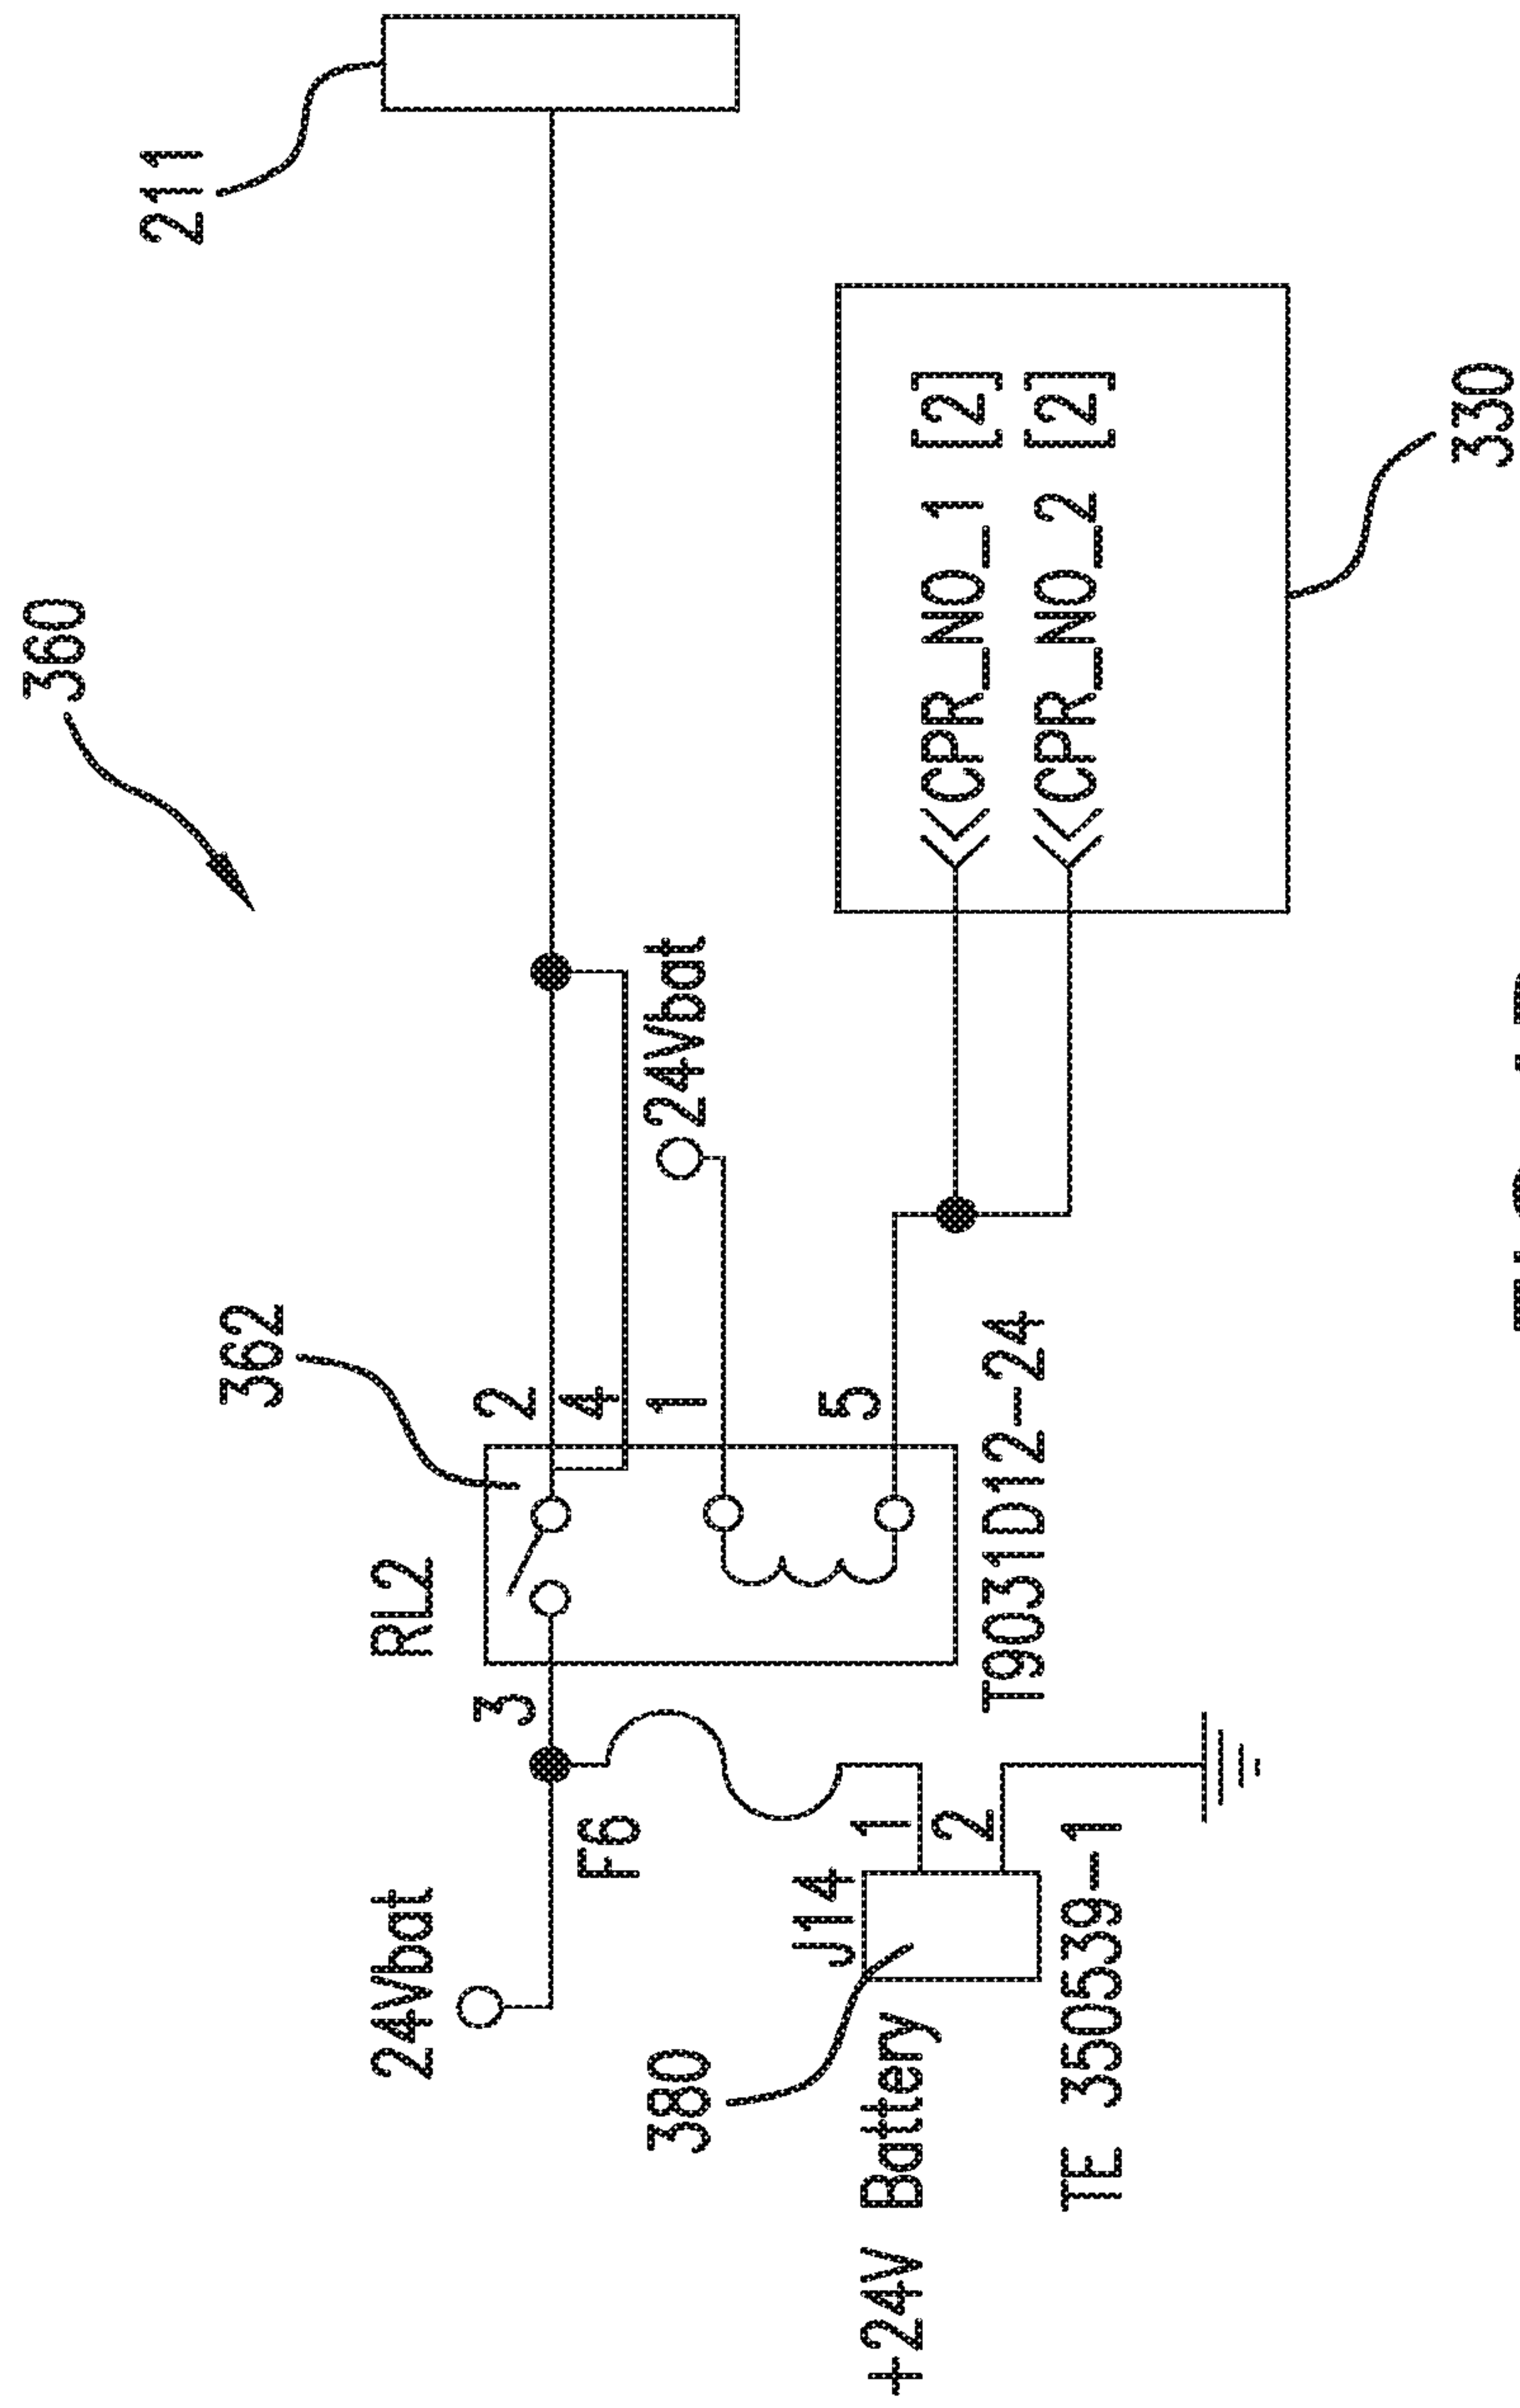 360
211
362
RL2
2
4
1
5
3
24Vbat
24Vbat
F6
CPR_NO_1 [2]
CPR_NO_2 [2]
330
T9031D12-24
J14
1
2
380
+24V Battery
TE 350539-1